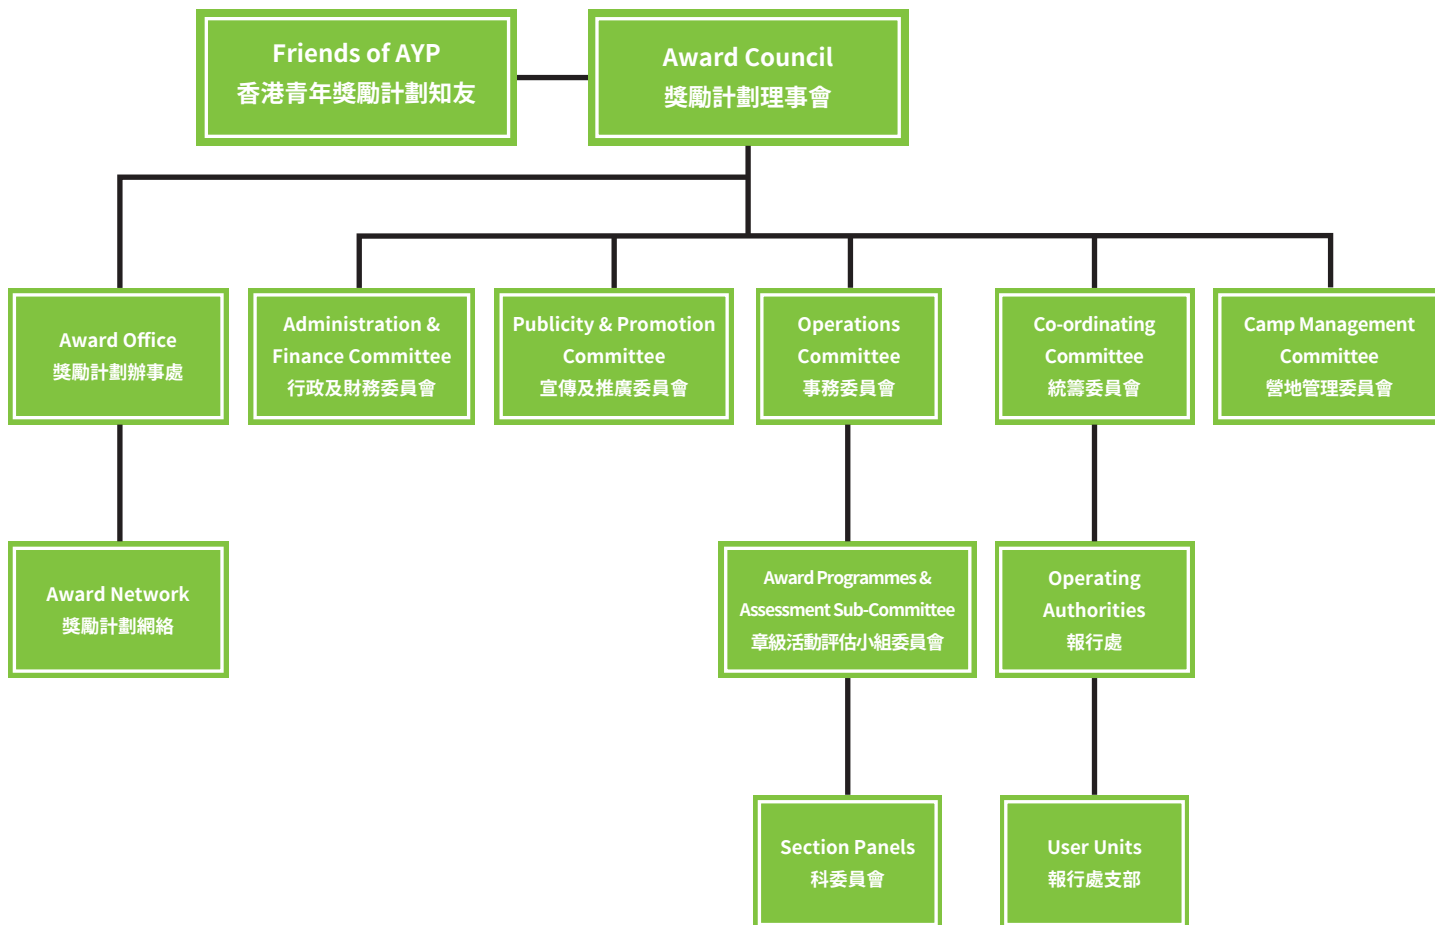 Friends of AYP
香港青年獎勵計劃知友
Award Council
獎勵計劃理事會
Award Office
獎勵計劃辦事處
Administration &
Finance Committee
行政及財務委員會
Publicity & Promotion
Committee
宣傳及推廣委員會
Operations
Committee
事務委員會
Co-ordinating
Committee
統籌委員會
Camp Management
Committee
營地管理委員會
Award Network
獎勵計劃網絡
Award Programmes &
Assessment Sub-Committee
章級活動評估小組委員會
Operating
Authorities
報行處
Section Panels
科委員會
User Units
報行處支部